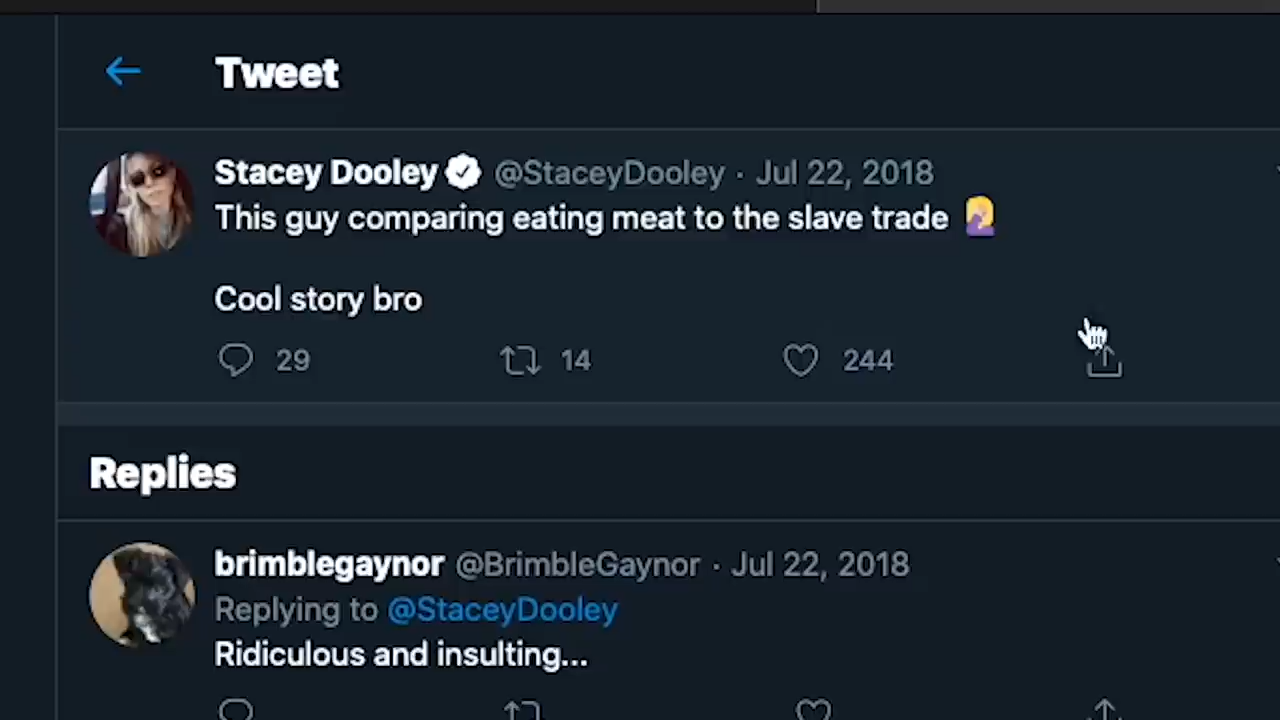 Tweet
Stacey Dooley @StaceyDooley · Jul 22, 2018
This guy comparing eating meat to the slave trade 🤦🏼‍♀️
Cool story bro
29 14 244
Replies
brimblegaynor @BrimbleGaynor · Jul 22, 2018
Replying to @StaceyDooley
Ridiculous and insulting...